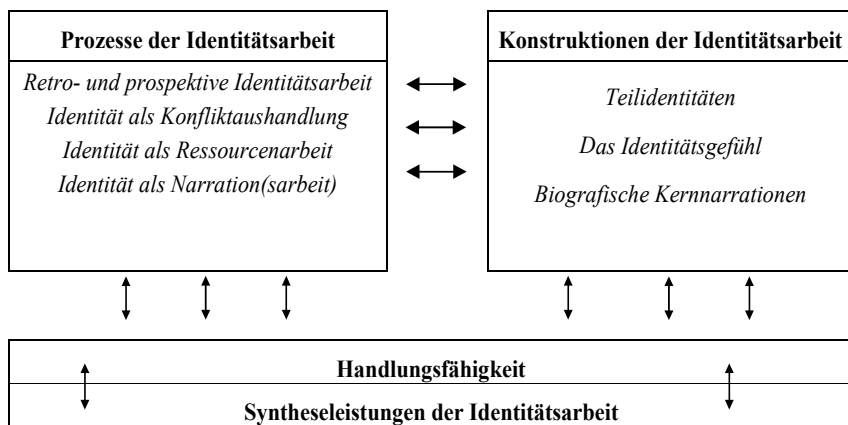 Prozesse der Identitätsarbeit
Retro- und prospektive Identitätsarbeit
Identität als Konfliktaushandlung
Identität als Ressourcenarbeit
Identität als Narration(sarbeit)
Konstruktionen der Identitätsarbeit
Teilidentitäten
Das Identitätsgefühl
Biografische Kernnarrationen
Handlungsfähigkeit
Syntheseleistungen der Identitätsarbeit